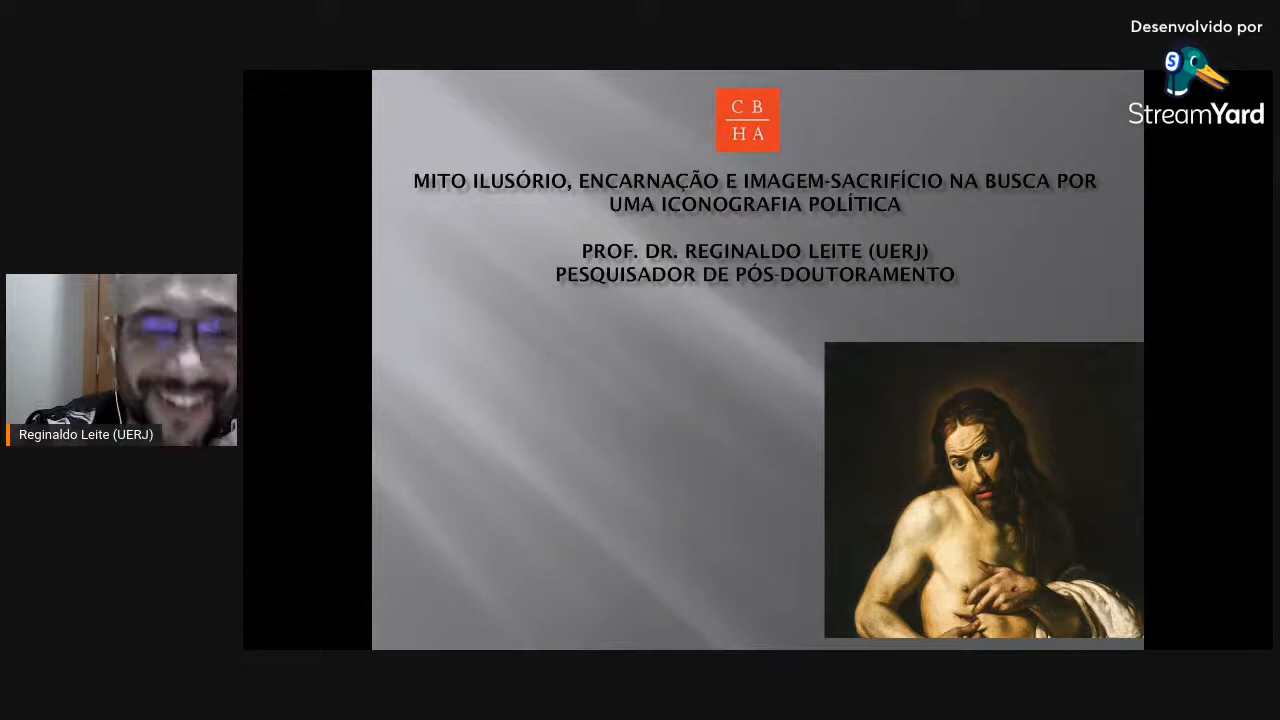 Desenvolvido por
StreamYard
C B
H A
MITO ILUSÓRIO, ENCARNAÇÃO E IMAGEM-SACRIFÍCIO NA BUSCA POR
UMA ICONOGRAFIA POLÍTICA
PROF. DR. REGINALDO LEITE (UERJ)
PESQUISADOR DE PÓS-DOUTORAMENTO
Reginaldo Leite (UERJ)